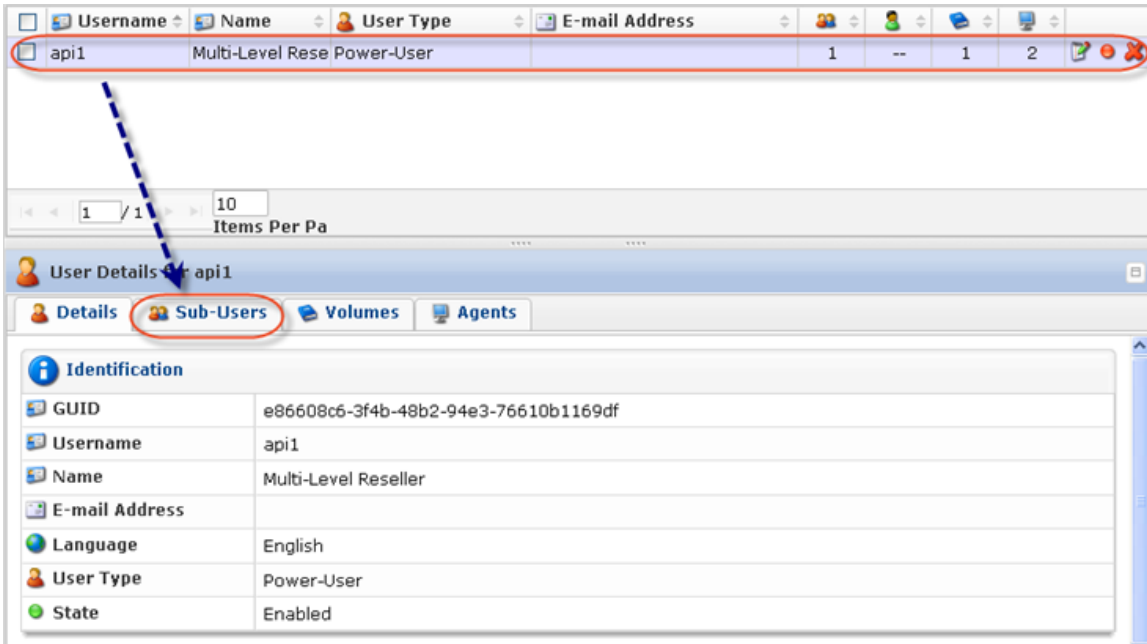 Username Name User Type E-mail Address
api1 Multi-Level Rese Power-User 1 -- 1 2
1 / 1 10
Items Per Pa
User Details for api1
Details Sub-Users Volumes Agents
Identification
GUID e86608c6-3f4b-48b2-94e3-76610b1169df
Username api1
Name Multi-Level Reseller
E-mail Address
Language English
User Type Power-User
State Enabled